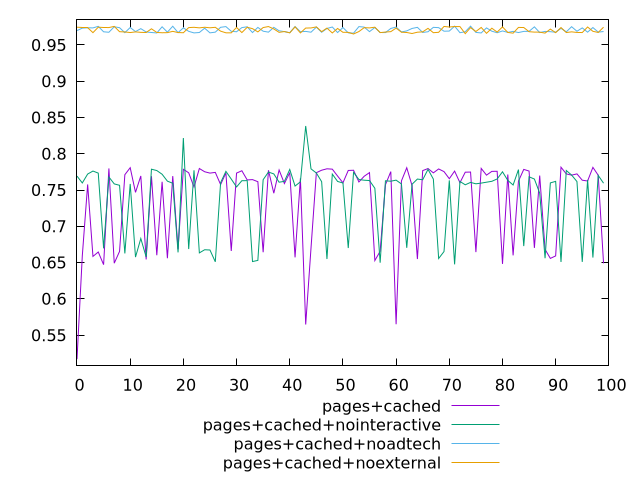 0.95
0.9
0.85
0.8
0.75
0.7
0.65
0.6
0.55
0 10 20 30 40 50 60 70 80 90 100
pages+cached
pages+cached+nointeractive
pages+cached+noadtech
pages+cached+noexternal